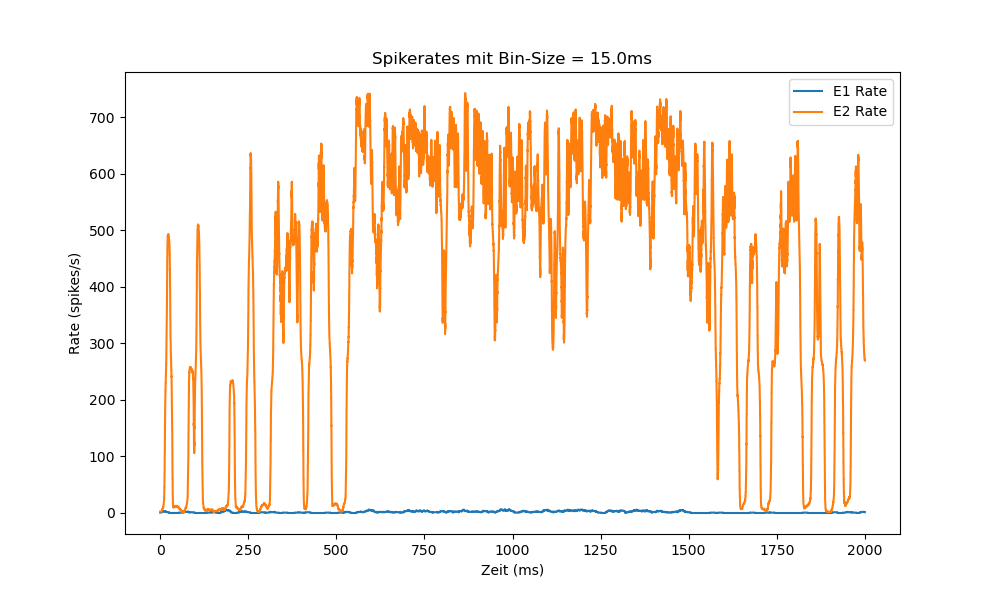 Spikerates mit Bin-Size = 15.0ms
E1 Rate
E2 Rate
Rate (spikes/s)
700
600
500
400
300
200
100
0
0 250 500 750 1000 1250 1500 1750 2000
Zeit (ms)